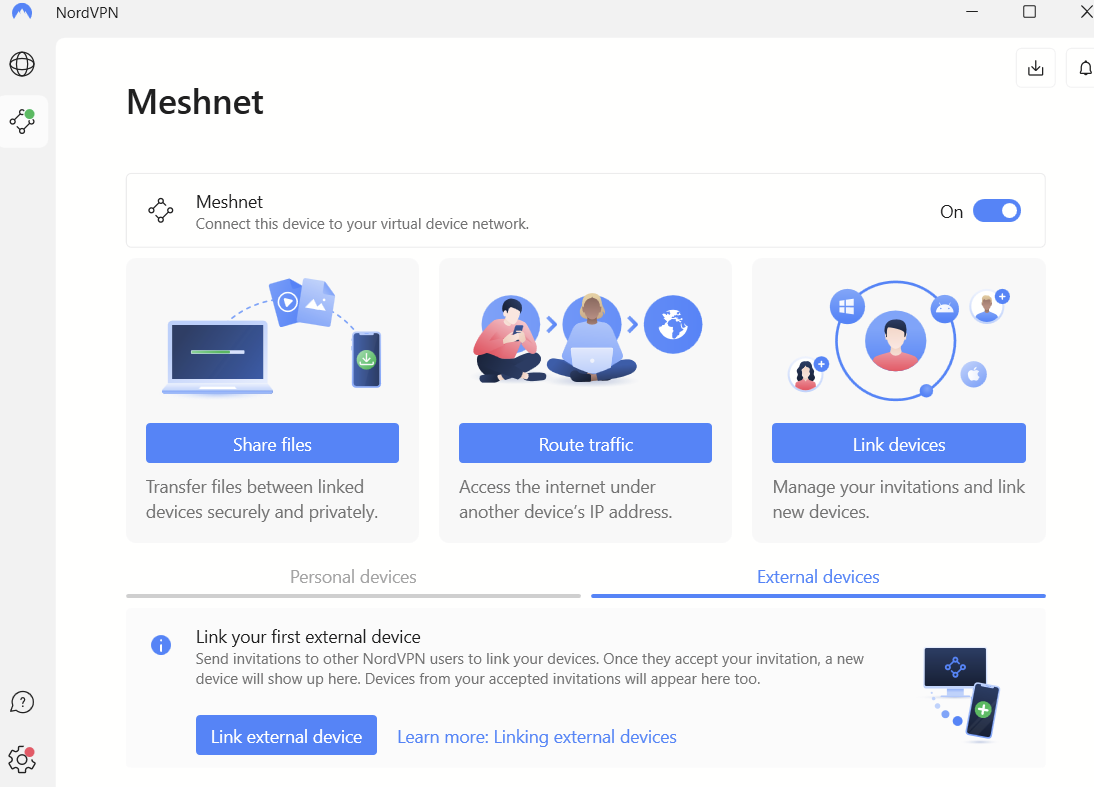 NordVPN
Meshnet
Meshnet
Connect this device to your virtual device network.
On
Share files
Transfer files between linked
devices securely and privately.
Route traffic
Access the internet under
another device’s IP address.
Link devices
Manage your invitations and link
new devices.
Personal devices
External devices
Link your first external device
Send invitations to other NordVPN users to link your devices. Once they accept your invitation, a new
device will show up here. Devices from your accepted invitations will appear here too.
Link external device
Learn more: Linking external devices